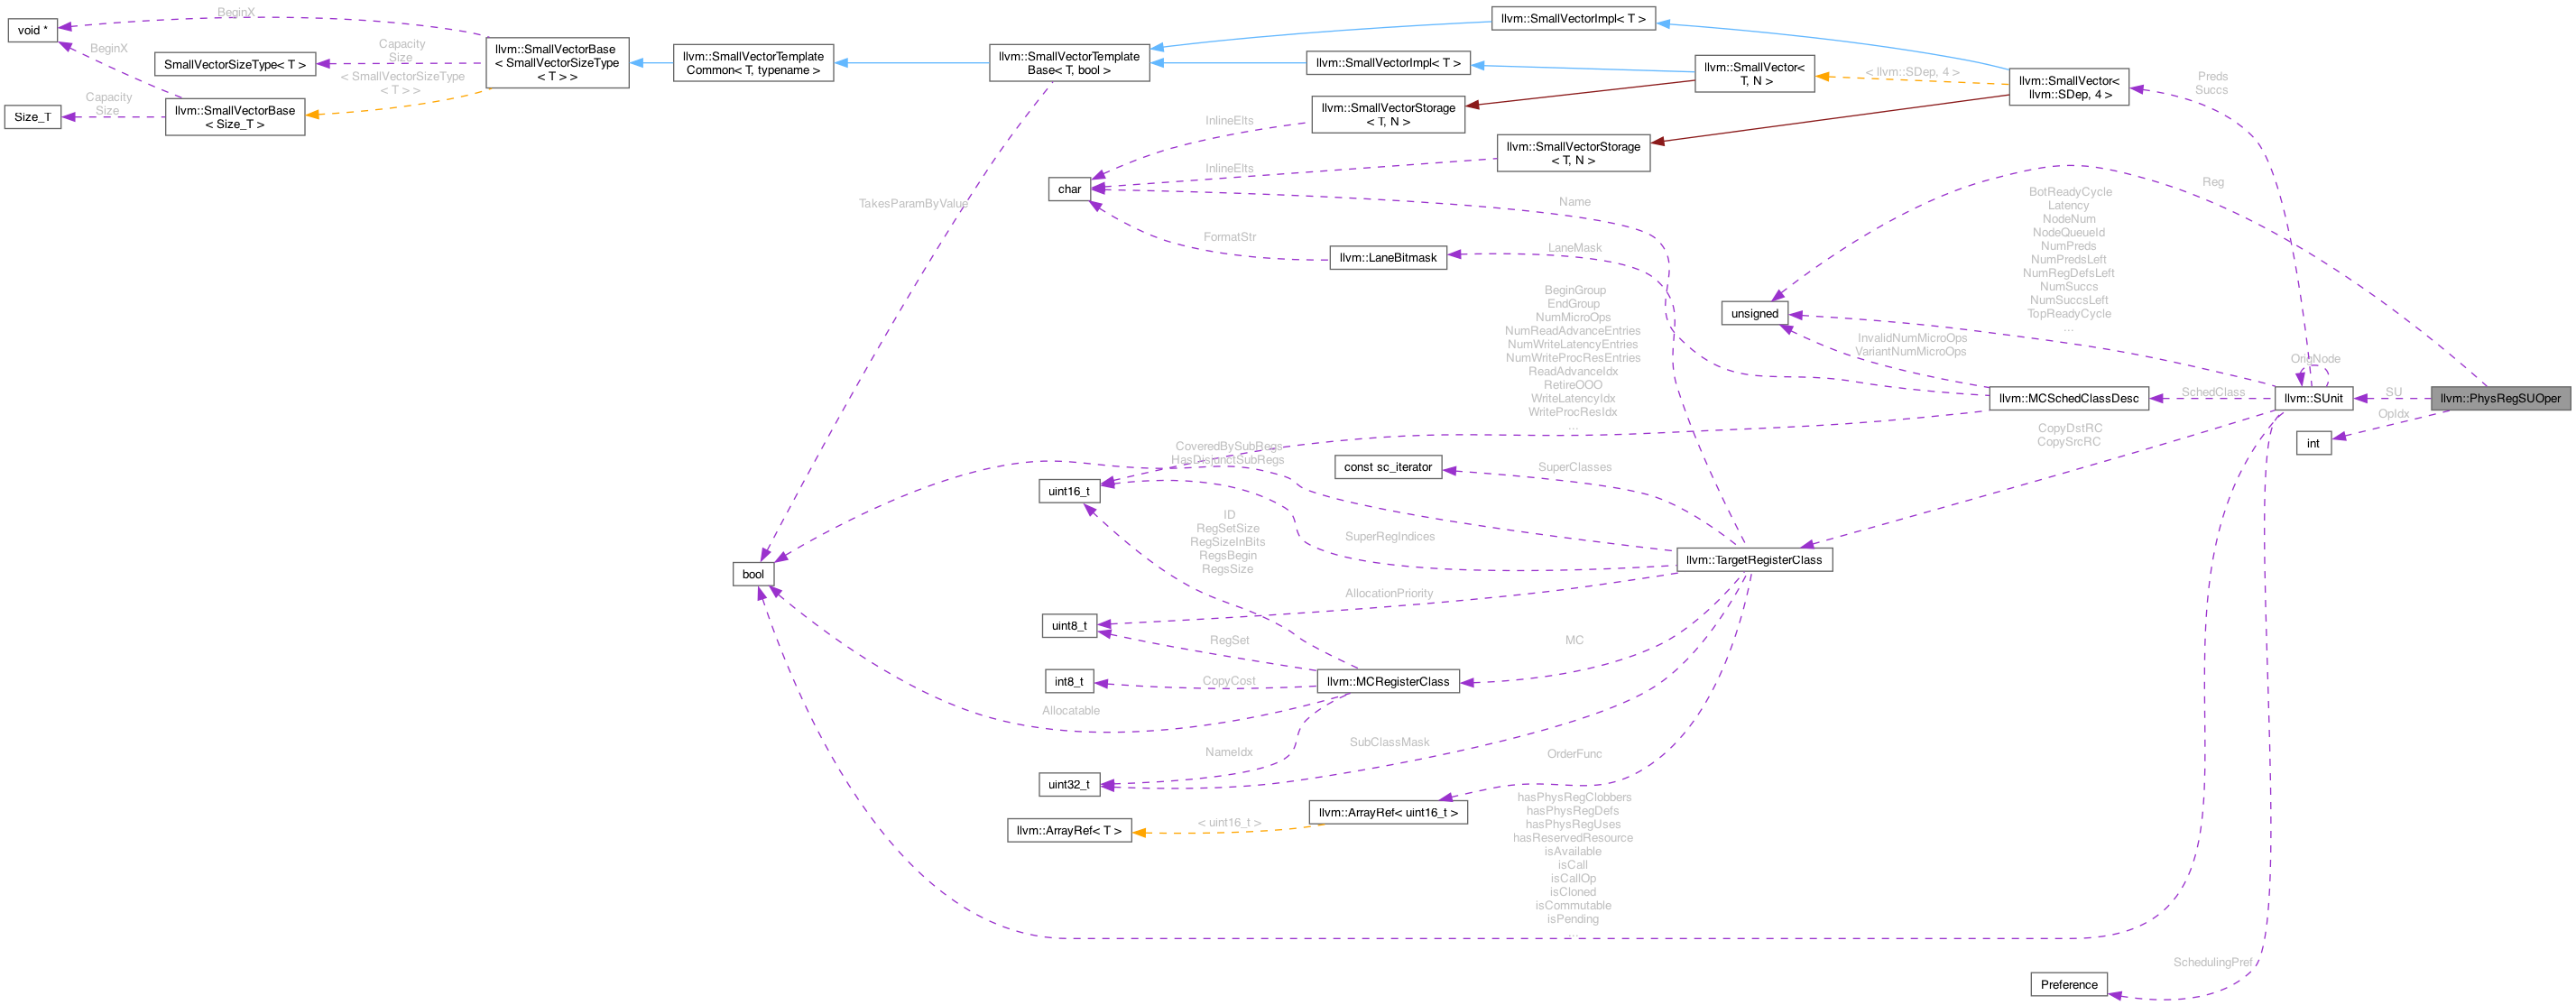 void *
BeginX
BeginX
SmallVectorSizeType< T >
Capacity
Size
Size_T
Capacity
Size
llvm::SmallVectorBase
< Size_T >
< SmallVectorSizeType
< T > >
llvm::SmallVectorBase
< SmallVectorSizeType
< T > >
llvm::SmallVectorTemplate
Common< T, typename >
llvm::SmallVectorTemplate
Base< T, bool >
TakesParamByValue
llvm::SmallVectorImpl< T >
llvm::SmallVectorImpl< T >
llvm::SmallVector<
T, N >
< llvm::SDep, 4 >
llvm::SmallVector<
llvm::SDep, 4 >
Preds
Succs
llvm::SmallVectorStorage
< T, N >
InlineElts
llvm::SmallVectorStorage
< T, N >
InlineElts
char
Name
FormatStr
llvm::LaneBitmask
LaneMask
Reg
unsigned
BotReadyCycle
Latency
NodeNum
NodeQueueId
NumPreds
NumPredsLeft
NumRegDefsLeft
NumSuccs
NumSuccsLeft
TopReadyCycle
...
InvalidNumMicroOps
VariantNumMicroOps
BeginGroup
EndGroup
NumMicroOps
NumReadAdvanceEntries
NumWriteLatencyEntries
NumWriteProcResEntries
ReadAdvanceIdx
RetireOOO
WriteLatencyIdx
WriteProcResIdx
...
llvm::MCSchedClassDesc
SchedClass
OrigNode
llvm::SUnit
SU
llvm::PhysRegSUOper
OpIdx
int
CopyDstRC
CopySrcRC
CoveredBySubRegs
HasDisjunctSubRegs
const sc_iterator
SuperClasses
uint16_t
ID
RegSetSize
RegSizeInBits
RegsBegin
RegsSize
SuperRegIndices
llvm::TargetRegisterClass
bool
AllocationPriority
uint8_t
RegSet
MC
int8_t
CopyCost
llvm::MCRegisterClass
Allocatable
NameIdx
SubClassMask
OrderFunc
uint32_t
llvm::ArrayRef< uint16_t >
< uint16_t >
llvm::ArrayRef< T >
hasPhysRegClobbers
hasPhysRegDefs
hasPhysRegUses
hasReservedResource
isAvailable
isCall
isCallOp
isCloned
isCommutable
isPending
...
SchedulingPref
Preference